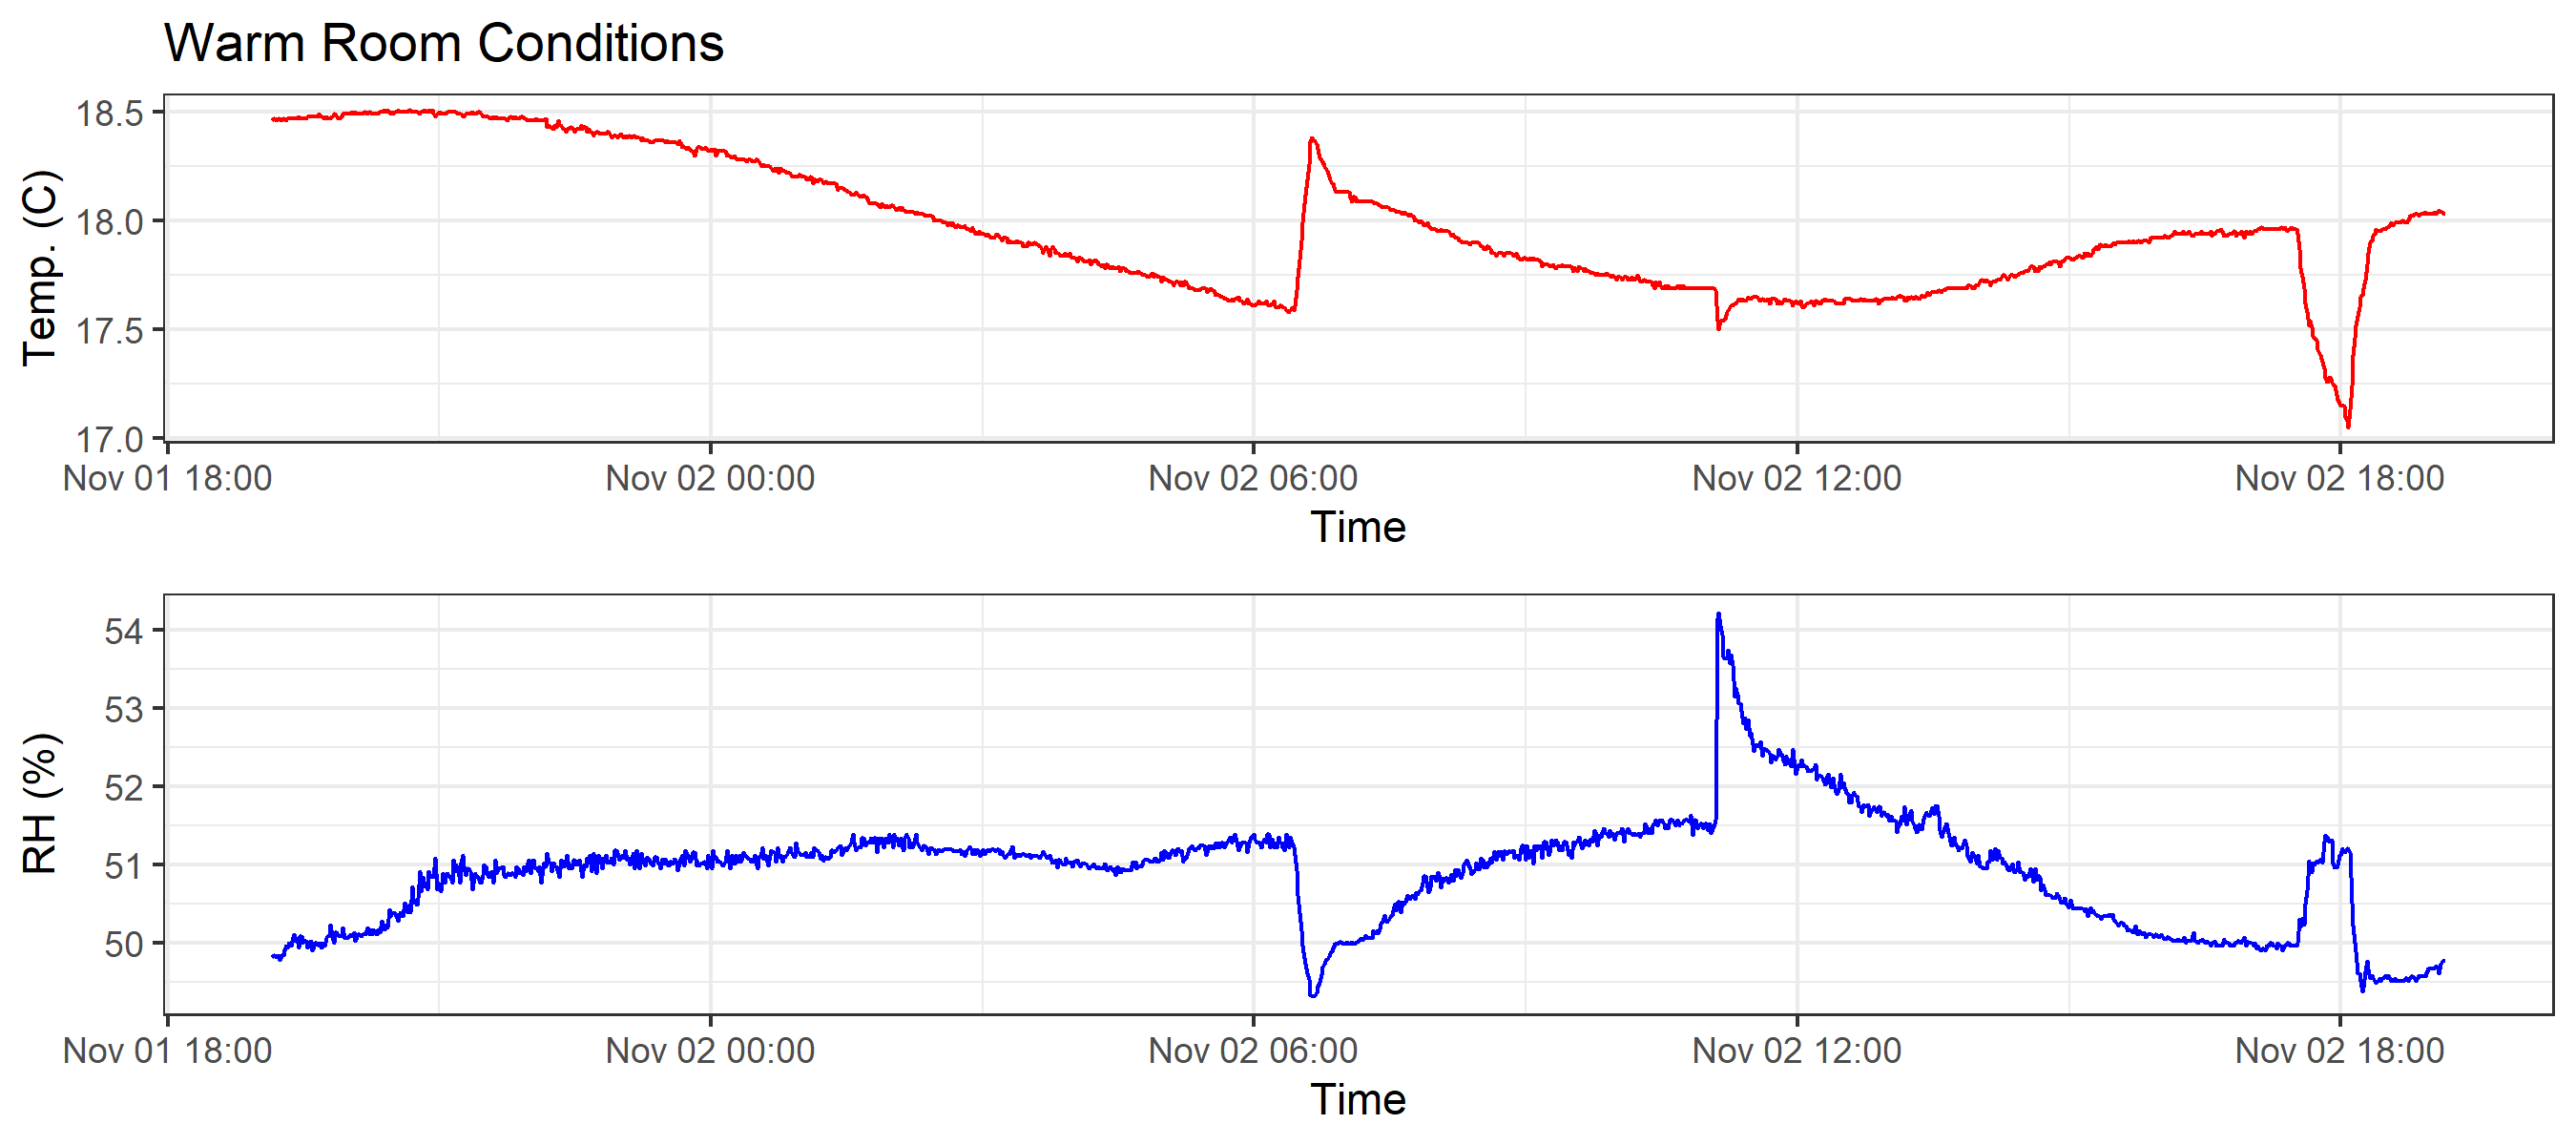 Warm Room Conditions
Temp. (C)
18.5
18.0
17.5
17.0
Nov 01 18:00 Nov 02 00:00 Nov 02 06:00 Nov 02 12:00 Nov 02 18:00
Time
RH (%)
54
53
52
51
50
Nov 01 18:00 Nov 02 00:00 Nov 02 06:00 Nov 02 12:00 Nov 02 18:00
Time